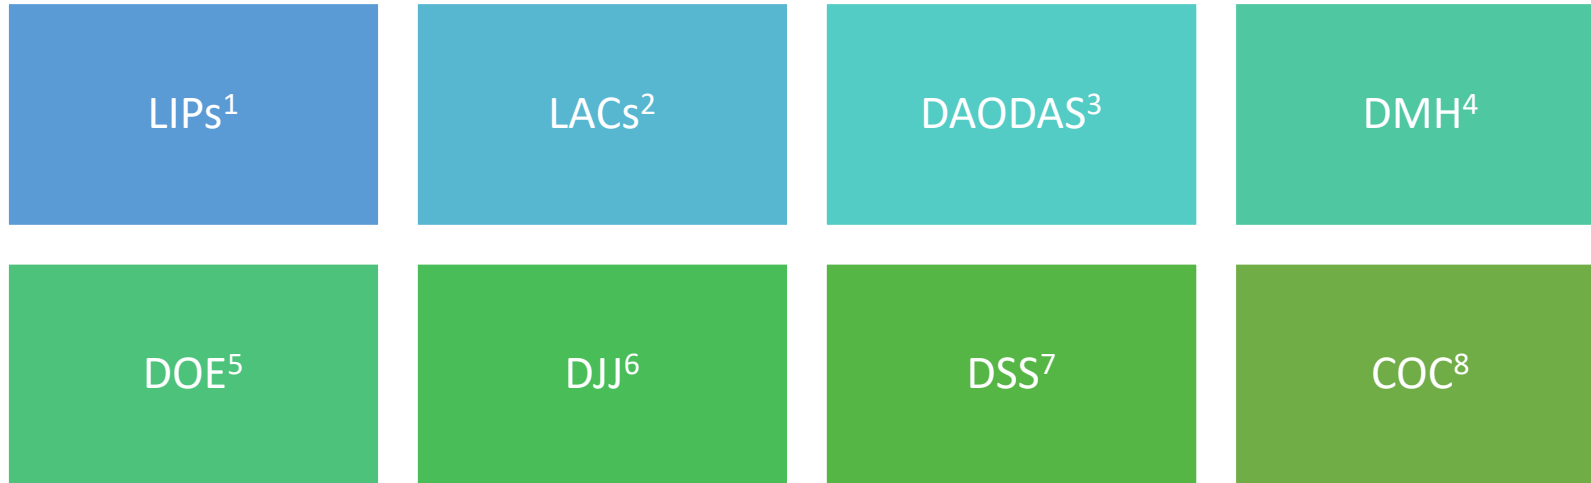 LIPs¹
LACs²
DAODAS³
DMH⁴
DOE⁵
DJJ⁶
DSS⁷
COC⁸